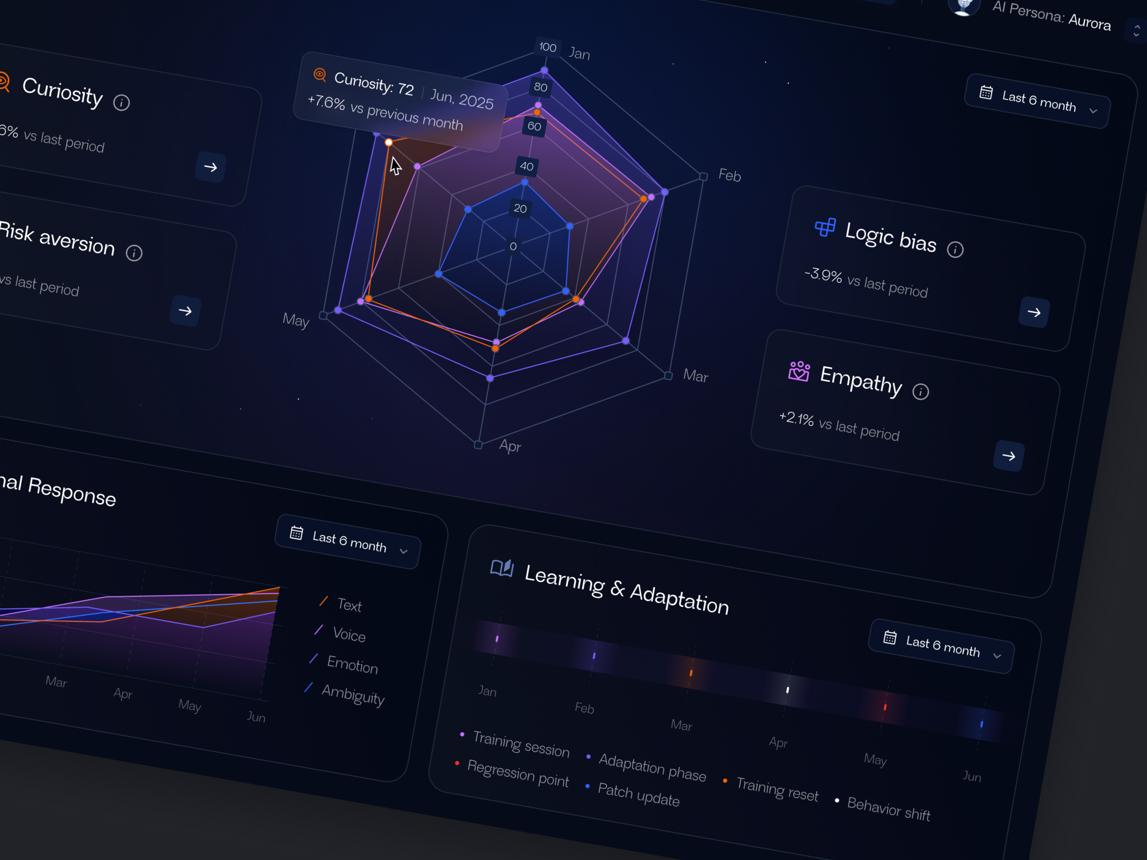 AI Persona: Aurora
Curiosity
6% vs last period
Risk aversion
vs last period
Curiosity: 72 | Jun, 2025
+7.6% vs previous month
100
80
60
40
20
0
Jan
Feb
Mar
Apr
May
Last 6 month
Logic bias
-3.9% vs last period
Empathy
+2.1% vs last period
nal Response
Last 6 month
Text
Voice
Emotion
Ambiguity
Mar
Apr
May
Jun
Learning & Adaptation
Last 6 month
Jan
Feb
Mar
Apr
May
Jun
Training session
Adaptation phase
Training reset
Behavior shift
Regression point
Patch update